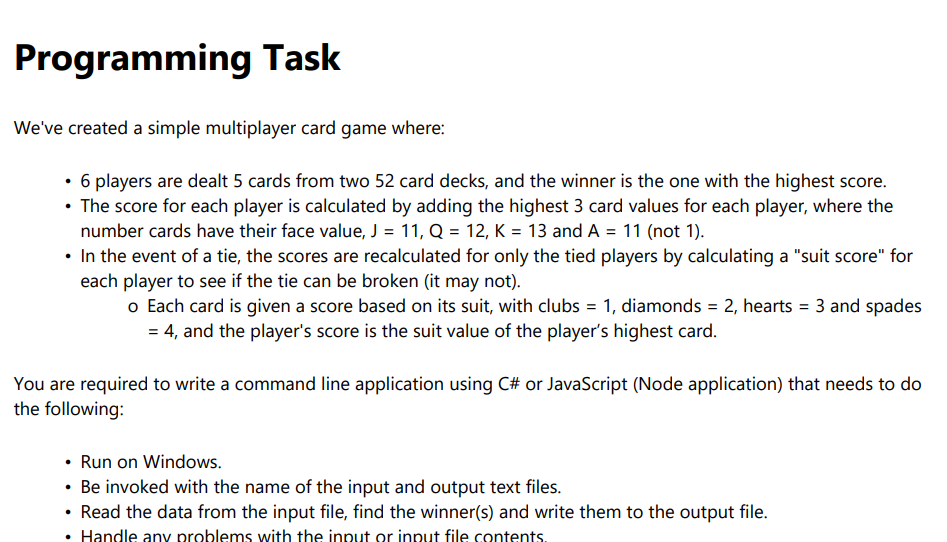 Programming Task
We've created a simple multiplayer card game where:
• 6 players are dealt 5 cards from two 52 card decks, and the winner is the one with the highest score.
• The score for each player is calculated by adding the highest 3 card values for each player, where the
number cards have their face value, J = 11, Q = 12, K = 13 and A = 11 (not 1).
• In the event of a tie, the scores are recalculated for only the tied players by calculating a "suit score" for
each player to see if the tie can be broken (it may not).
o Each card is given a score based on its suit, with clubs = 1, diamonds = 2, hearts = 3 and spades
= 4, and the player's score is the suit value of the player’s highest card.
You are required to write a command line application using C# or JavaScript (Node application) that needs to do
the following:
• Run on Windows.
• Be invoked with the name of the input and output text files.
• Read the data from the input file, find the winner(s) and write them to the output file.
• Handle any problems with the input or input file contents.